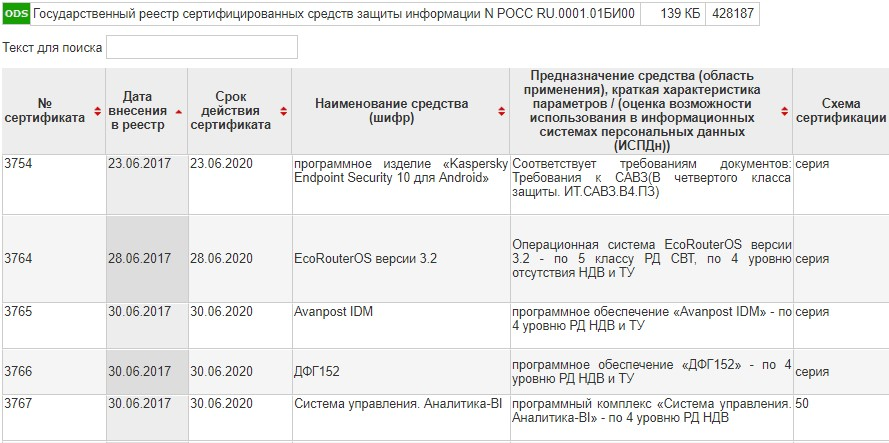 ODS Государственный реестр сертифицированных средств защиты информации N РОСС RU.0001.01БИ00 139 КБ 428187
Текст для поиска
№ сертификата
Дата внесения в реестр
Срок действия сертификата
Наименование средства (шифр)
Предназначение средства (область применения), краткая характеристика параметров / (оценка возможности использования в информационных системах персональных данных (ИСПДн))
Схема сертификации
3754 23.06.2017 23.06.2020 программное изделие «Kaspersky Соответствует требованиям документов: серия
Endpoint Security 10 для Android» Требования к САВЗ(В четвертого класса
защиты. ИТ.САВЗ.В4.ПЗ)
Операционная система EcoRouterOS версии
3764 28.06.2017 28.06.2020 EcoRouterOS версии 3.2 3.2 - по 5 классу РД СВТ, по 4 уровню серия
отсутствия НДВ и ТУ
3765 30.06.2017 30.06.2020 Avanpost IDM программное обеспечение «Avanpost IDM» - по серия
4 уровню РД НДВ и ТУ
3766 30.06.2017 30.06.2020 ДФГ152 программное обеспечение «ДФГ152» - по 4 серия
уровню РД НДВ и ТУ
3767 30.06.2017 30.06.2020 Система управления. Аналитика-BI программный комплекс «Система управления. 50
Аналитика-BI» - по 4 уровню РД НДВ